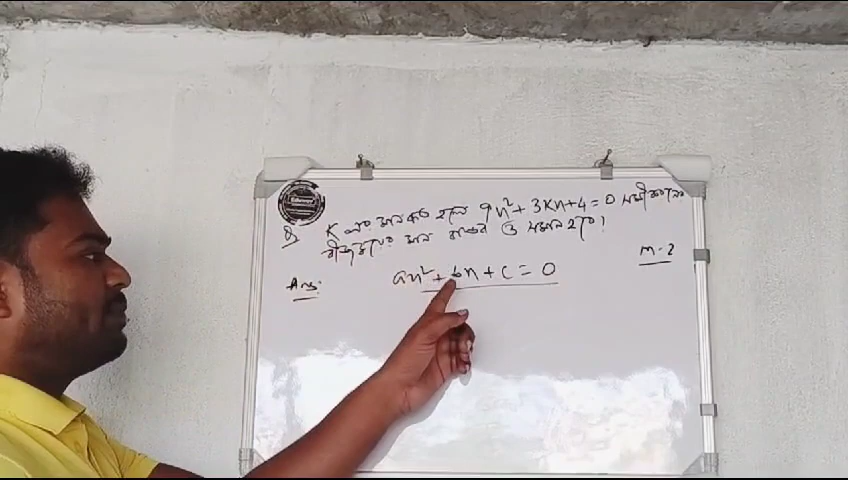 Q. K এর মান কত হলে 9x² + 3Kx + 4 = 0 সমীকরণের
বীজদ্বয়ের মান বাস্তব ও সমান হবে?
M-2
Ans: ax² + bx + c = 0